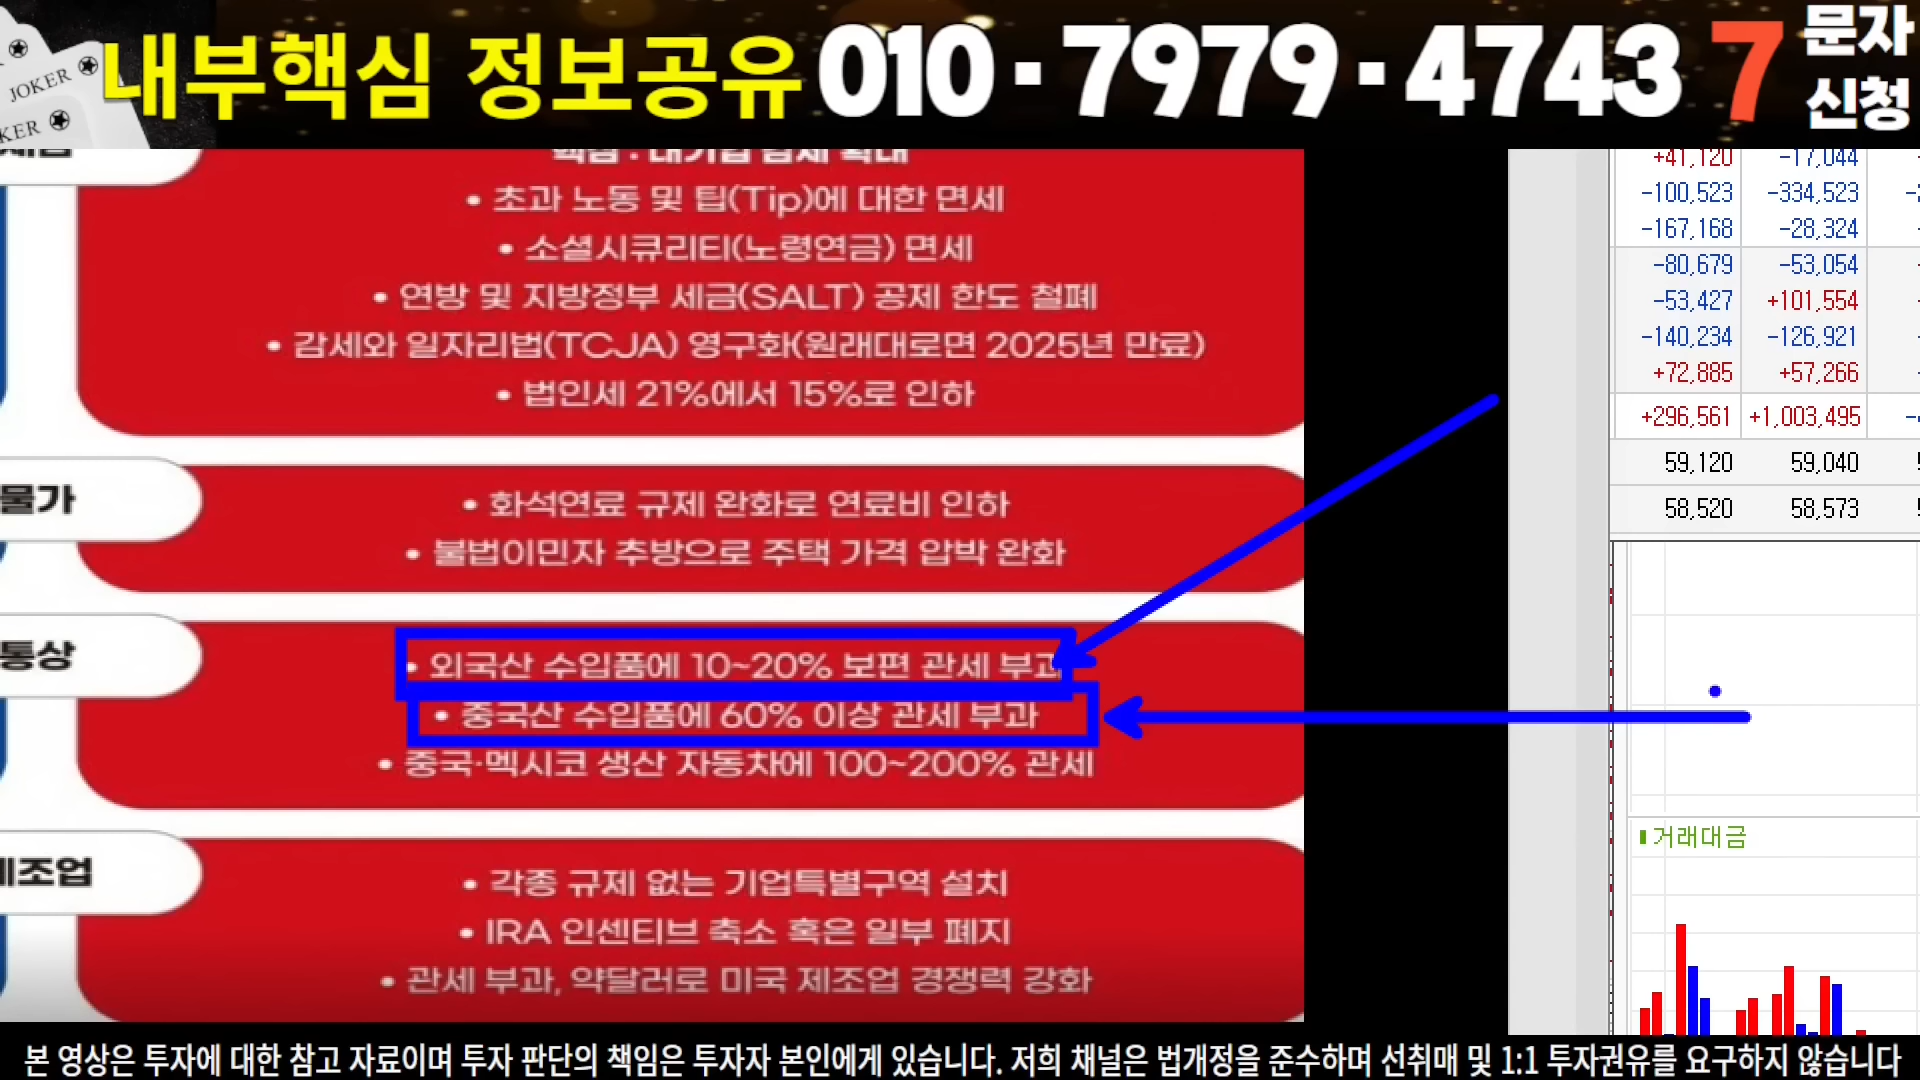 JOKER
KER
내부핵심 정보공유 010·7979·4743 7 문자
신청
핵심 : 대기업 감세 확대
• 초과 노동 및 팁(Tip)에 대한 면세
• 소셜시큐리티(노령연금) 면세
• 연방 및 지방정부 세금(SALT) 공제 한도 철폐
• 감세와 일자리법(TCJA) 영구화(원래대로면 2025년 만료)
• 법인세 21%에서 15%로 인하
물가
• 화석연료 규제 완화로 연료비 인하
• 불법이민자 추방으로 주택 가격 압박 완화
통상
• 외국산 수입품에 10~20% 보편 관세 부과
• 중국산 수입품에 60% 이상 관세 부과
• 중국·멕시코 생산 자동차에 100~200% 관세
제조업
• 각종 규제 없는 기업특별구역 설치
• IRA 인센티브 축소 혹은 일부 폐지
• 관세 부과, 약달러로 미국 제조업 경쟁력 강화
+41,120 -17,044
-100,523 -334,523
-167,168 -28,324
-80,679 -53,054
-53,427 +101,554
-140,234 -126,921
+72,885 +57,266
+296,561 +1,003,495
59,120 59,040
58,520 58,573
거래대금
본 영상은 투자에 대한 참고 자료이며 투자 판단의 책임은 투자자 본인에게 있습니다. 저희 채널은 법개정을 준수하며 선취매 및 1:1 투자권유를 요구하지 않습니다